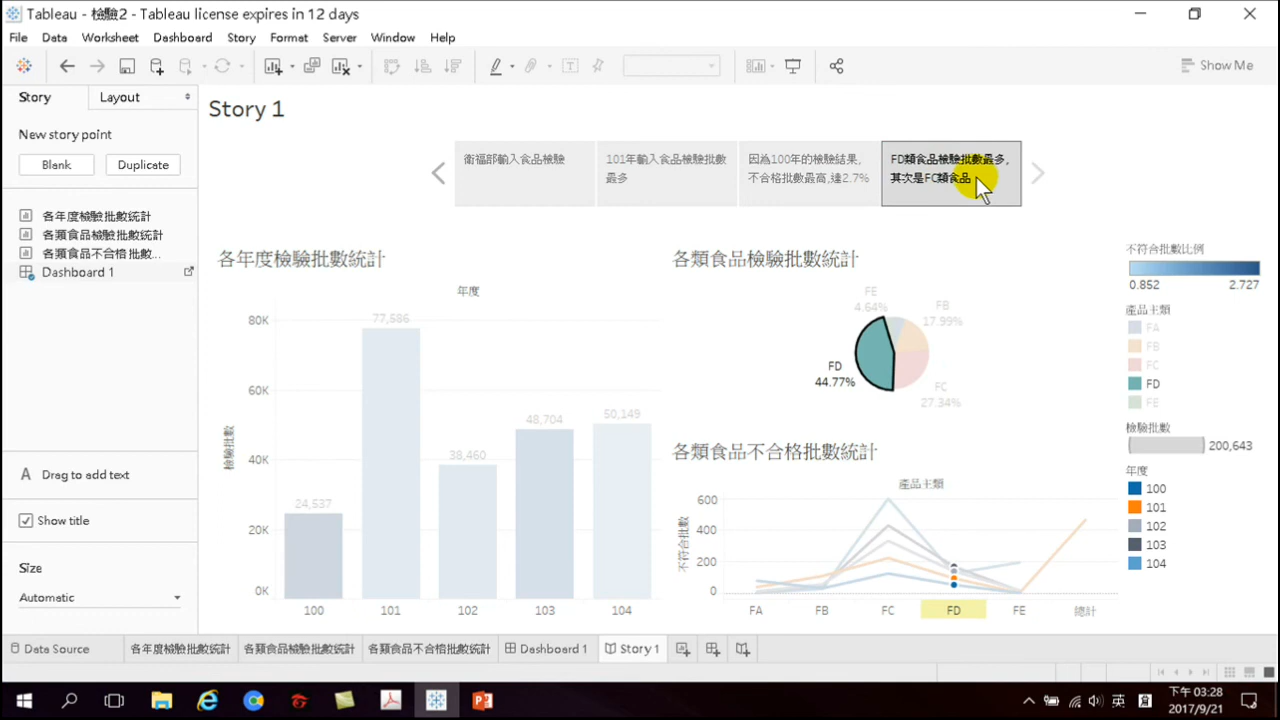 Tableau - 檢驗2 - Tableau license expires in 12 days
File Data Worksheet Dashboard Story Format Server Window Help
Show Me
Story Layout
Story 1
New story point
Blank Duplicate
衛福部輸入食品檢驗
101年輸入食品檢驗批數
最多
因為100年的檢驗結果,
不合格批數最高,達2.7%
FD類食品檢驗批數最多,
其次是FC類食品
各年度檢驗批數統計
各類食品檢驗批數統計
各類食品不合格批數...
Dashboard 1
A Drag to add text
Show title
Size
Automatic
各年度檢驗批數統計
年度
檢驗批數
80K
60K
40K
20K
0K
24,537
77,586
38,460
48,704
50,149
100 101 102 103 104
各類食品檢驗批數統計
FE
4.64%
FB
17.99%
FD
44.77%
FC
27.34%
各類食品不合格批數統計
產品主類
不符合批數
600
400
200
0
FA FB FC FD FE 總計
不符合批數比例
0.852 2.727
產品主類
FA
FB
FC
FD
FE
檢驗批數
200,643
年度
100
101
102
103
104
Data Source 各年度檢驗批數統計 各類食品檢驗批數統計 各類食品不合格批數統計 Dashboard 1 Story 1
英
下午 03:28
2017/9/21